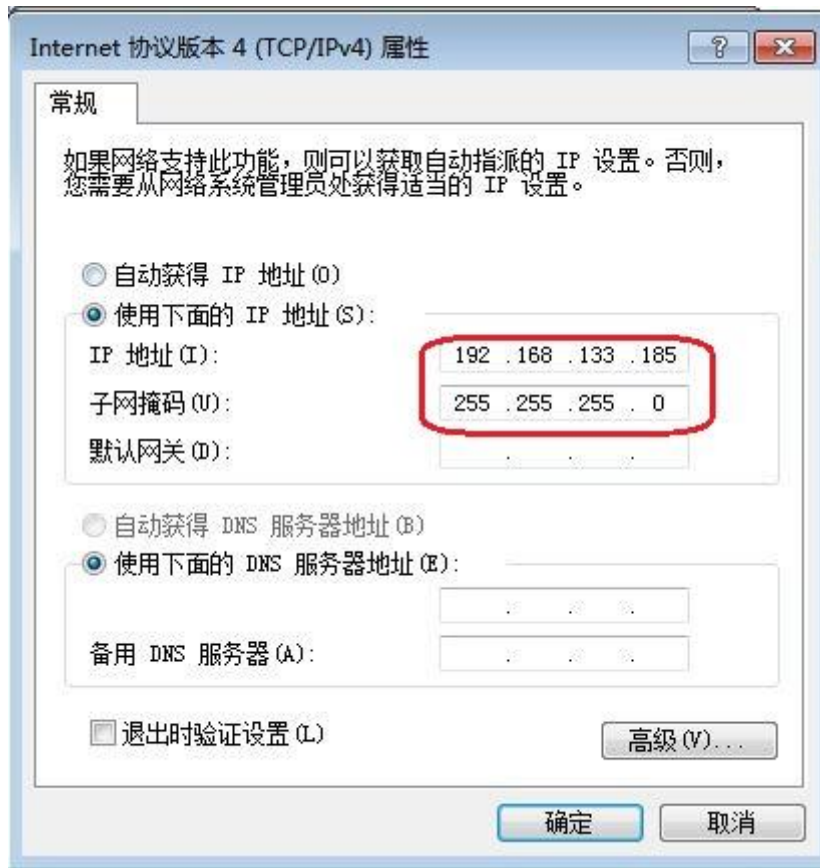 Internet 协议版本 4 (TCP/IPv4) 属性
常规
如果网络支持此功能，则可以获取自动指派的 IP 设置。否则，
您需要从网络系统管理员处获得适当的 IP 设置。
自动获得 IP 地址(O)
使用下面的 IP 地址(S):
IP 地址(I): 192 .168 .133 .185
子网掩码(U): 255 .255 .255 . 0
默认网关(D): . . .
自动获得 DNS 服务器地址(B)
使用下面的 DNS 服务器地址(E):
. . .
备用 DNS 服务器(A): . . .
退出时验证设置(L)
高级(V)...
确定 取消